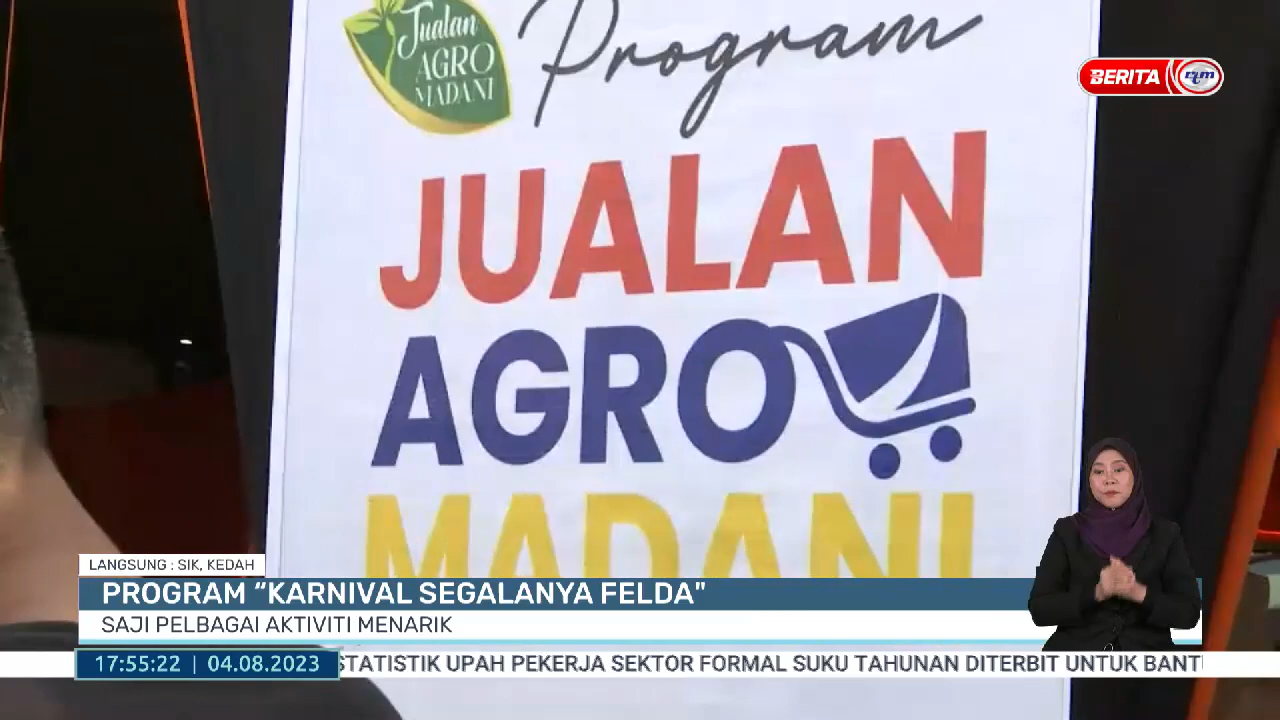 Jualan
AGRO
MADANI
Program
JUALAN
AGRO
MADANI
BERITA rtm
LANGSUNG : SIK, KEDAH
PROGRAM “KARNIVAL SEGALANYA FELDA"
SAJI PELBAGAI AKTIVITI MENARIK
17:55:22 | 04.08.2023
STATISTIK UPAH PEKERJA SEKTOR FORMAL SUKU TAHUNAN DITERBIT UNTUK BANT